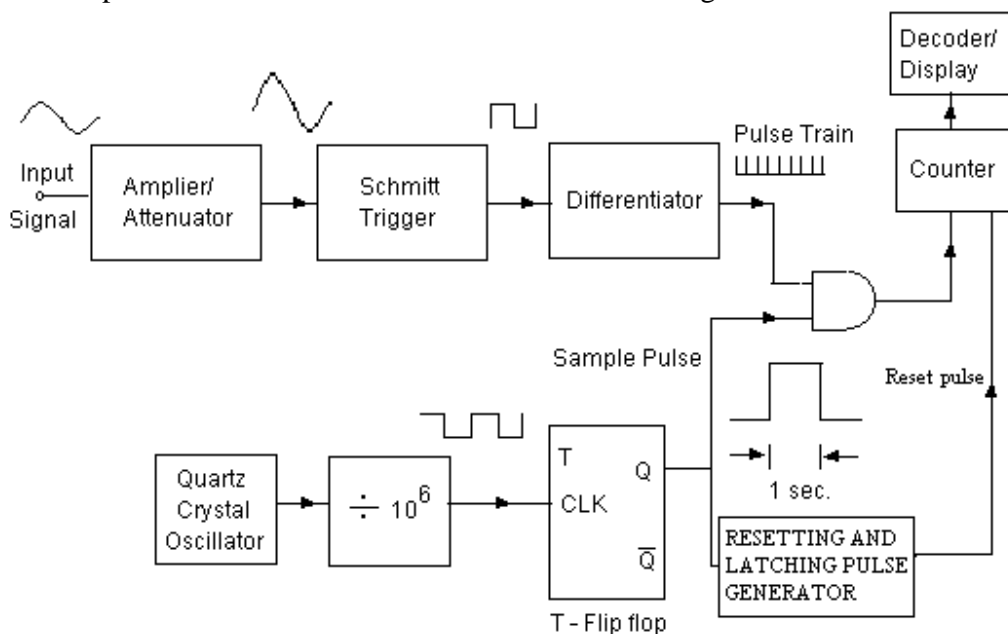 Decoder/
Display
Input
Signal
Amplier/
Attenuator
Schmitt
Trigger
Differentiator
Pulse Train
Counter
Sample Pulse
Reset pulse
1 sec.
Quartz
Crystal
Oscillator
÷ 10⁶
T
Q
CLK
Q̅
T - Flip flop
RESETTING AND
LATCHING PULSE
GENERATOR